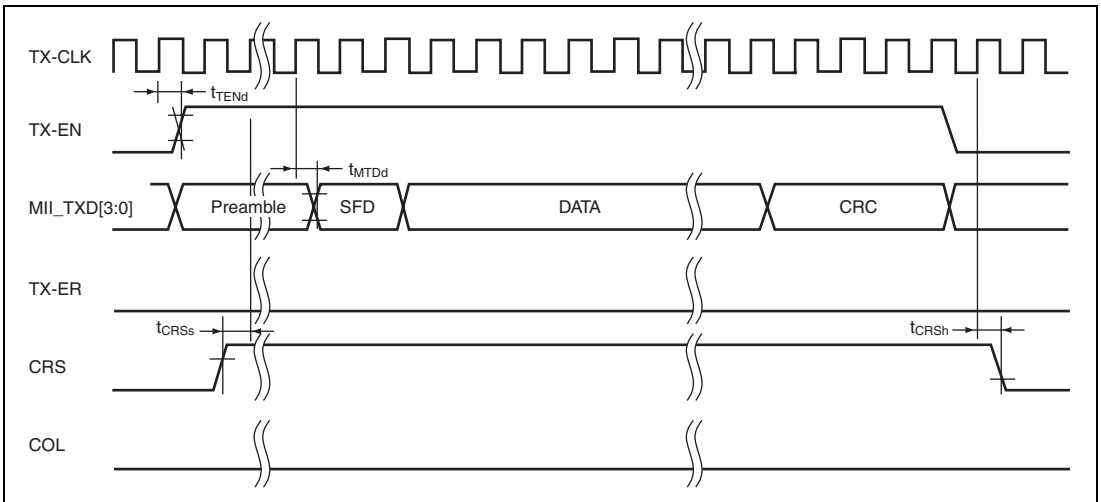 TX-CLK
tTENd
TX-EN
tMTDd
MII_TXD[3:0]
Preamble
SFD
DATA
CRC
TX-ER
tCRSs
tCRSh
CRS
COL